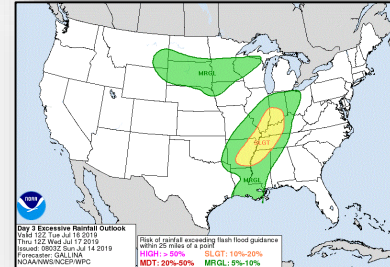 MRGL
SLGT
MRGL
NOAA
Day 3 Excessive Rainfall Outlook
Valid 12Z Tue Jul 16 2019
Thru 12Z Wed Jul 17 2019
Issued: 0803Z Sun Jul 14 2019
Forecaster: GALLINA
NOAA/NWS/NCEP/WPC
Risk of rainfall exceeding flash flood guidance
within 25 miles of a point
HIGH: > 50% SLGT: 10%-20%
MDT: 20%-50% MRGL: 5%-10%